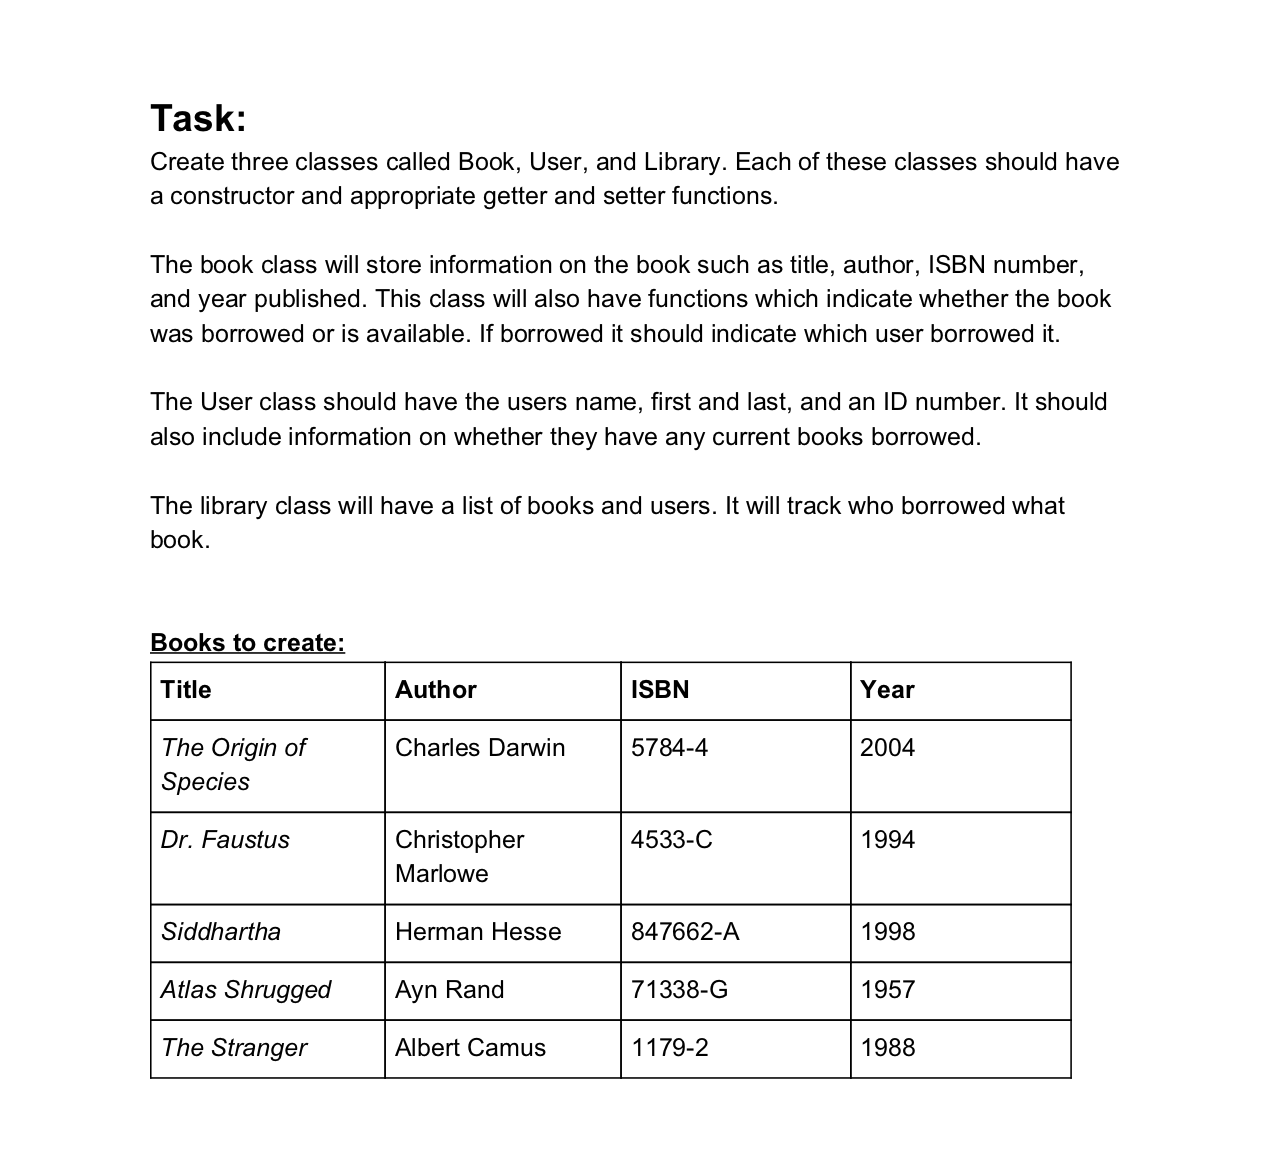 Task:
Create three classes called Book, User, and Library. Each of these classes should have
a constructor and appropriate getter and setter functions.
The book class will store information on the book such as title, author, ISBN number,
and year published. This class will also have functions which indicate whether the book
was borrowed or is available. If borrowed it should indicate which user borrowed it.
The User class should have the users name, first and last, and an ID number. It should
also include information on whether they have any current books borrowed.
The library class will have a list of books and users. It will track who borrowed what
book.
Books to create:
Title Author ISBN Year
The Origin of Charles Darwin 5784-4 2004
Species
Dr. Faustus Christopher 4533-C 1994
Marlowe
Siddhartha Herman Hesse 847662-A 1998
Atlas Shrugged Ayn Rand 71338-G 1957
The Stranger Albert Camus 1179-2 1988